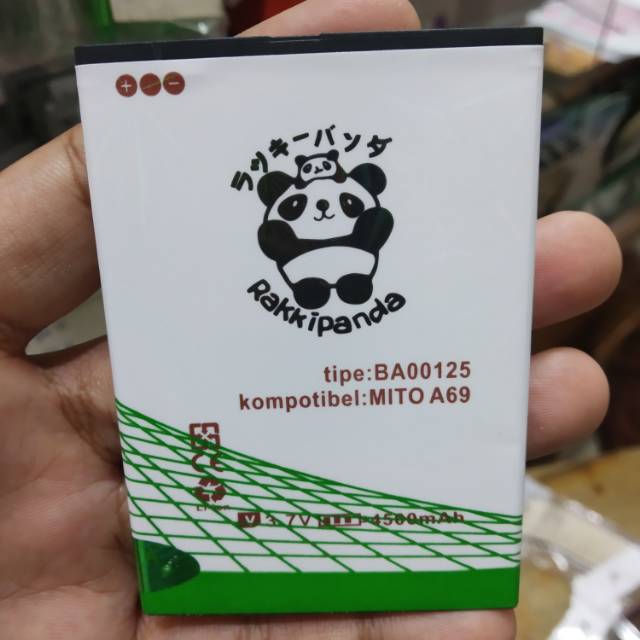 + -
ラッキーパンダ
Rakkipanda
tipe:BA00125
kompotibel:MITO A69
3.7V 4500mAh